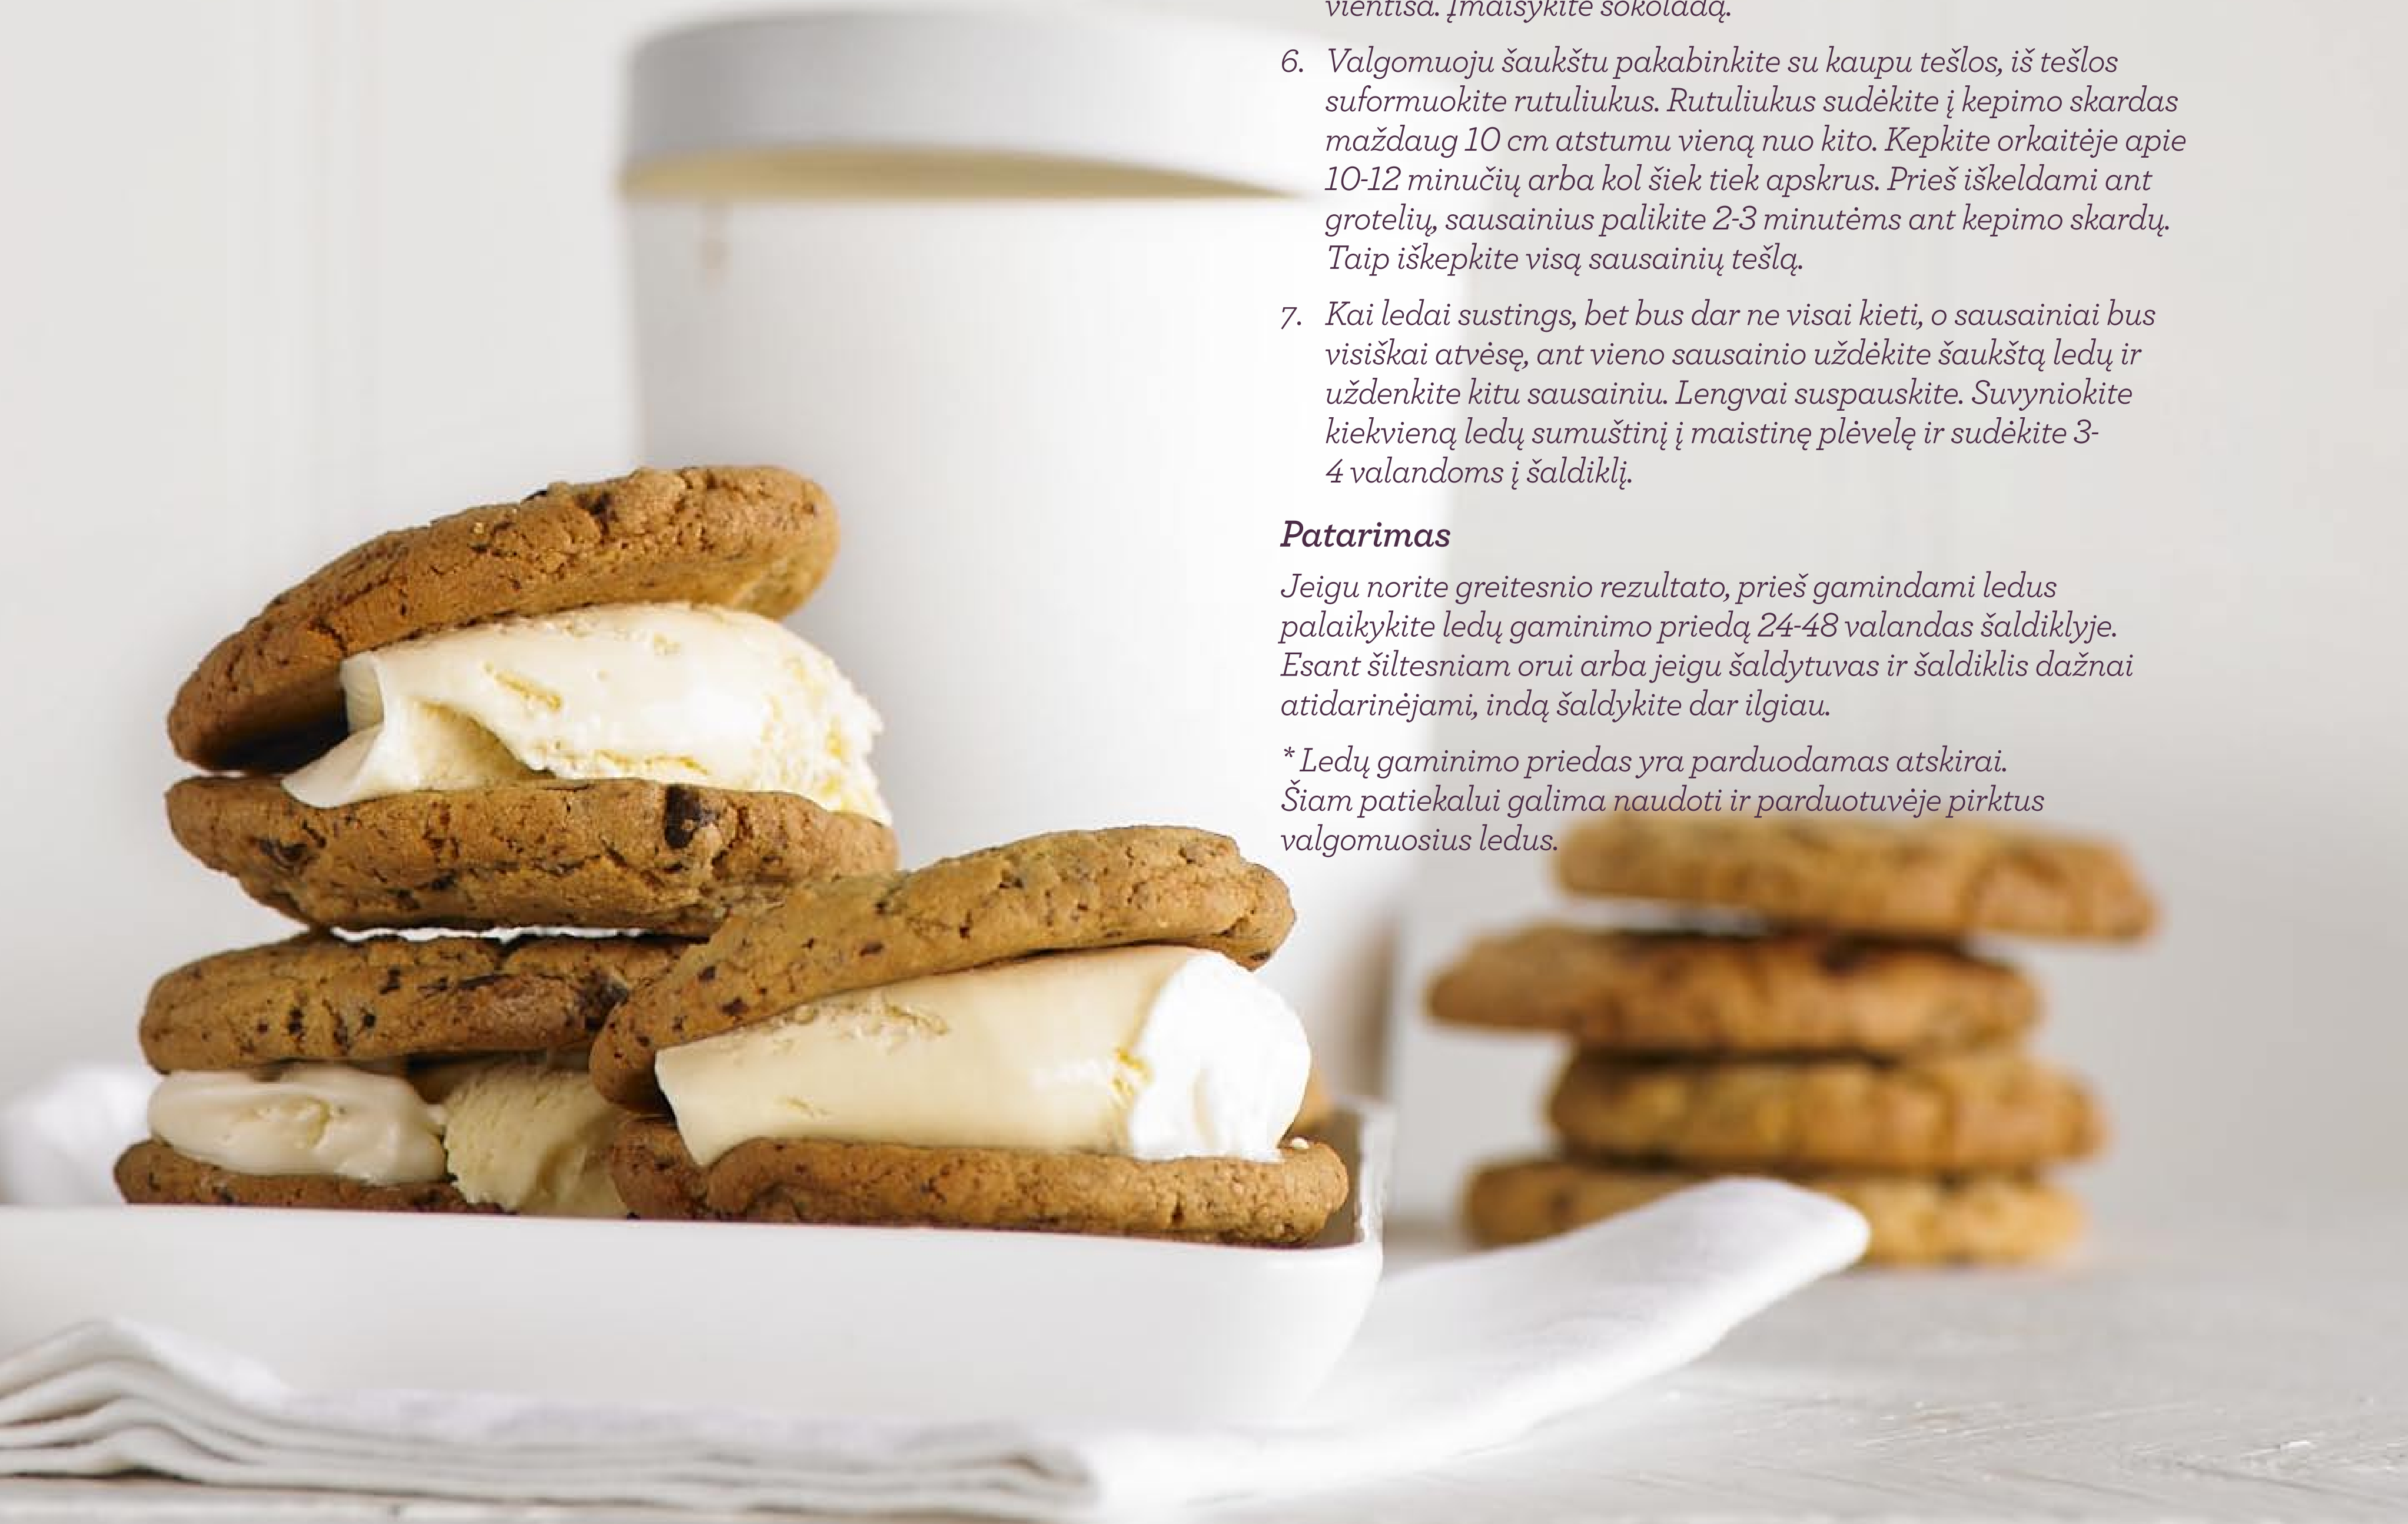 vientisa. Įmaišykite šokoladą.
6. Valgomuoju šaukštu pakabinkite su kaupu tešlos, iš tešlos
suformuokite rutuliukus. Rutuliukus sudėkite į kepimo skardas
maždaug 10 cm atstumu vieną nuo kito. Kepkite orkaitėje apie
10-12 minučių arba kol šiek tiek apskrus. Prieš iškeldami ant
grotelių, sausainius palikite 2-3 minutėms ant kepimo skardų.
Taip iškepkite visą sausainių tešlą.
7. Kai ledai sustings, bet bus dar ne visai kieti, o sausainiai bus
visiškai atvėsę, ant vieno sausainio uždėkite šaukštą ledų ir
uždenkite kitu sausainiu. Lengvai suspauskite. Suvyniokite
kiekvieną ledų sumuštinį į maistinę plėvelę ir sudėkite 3-
4 valandoms į šaldiklį.
Patarimas
Jeigu norite greitesnio rezultato, prieš gamindami ledus
palaikykite ledų gaminimo priedą 24-48 valandas šaldiklyje.
Esant šiltesniam orui arba jeigu šaldytuvas ir šaldiklis dažnai
atidarinėjami, indą šaldykite dar ilgiau.
* Ledų gaminimo priedas yra parduodamas atskirai.
Šiam patiekalui galima naudoti ir parduotuvėje pirktus
valgomuosius ledus.